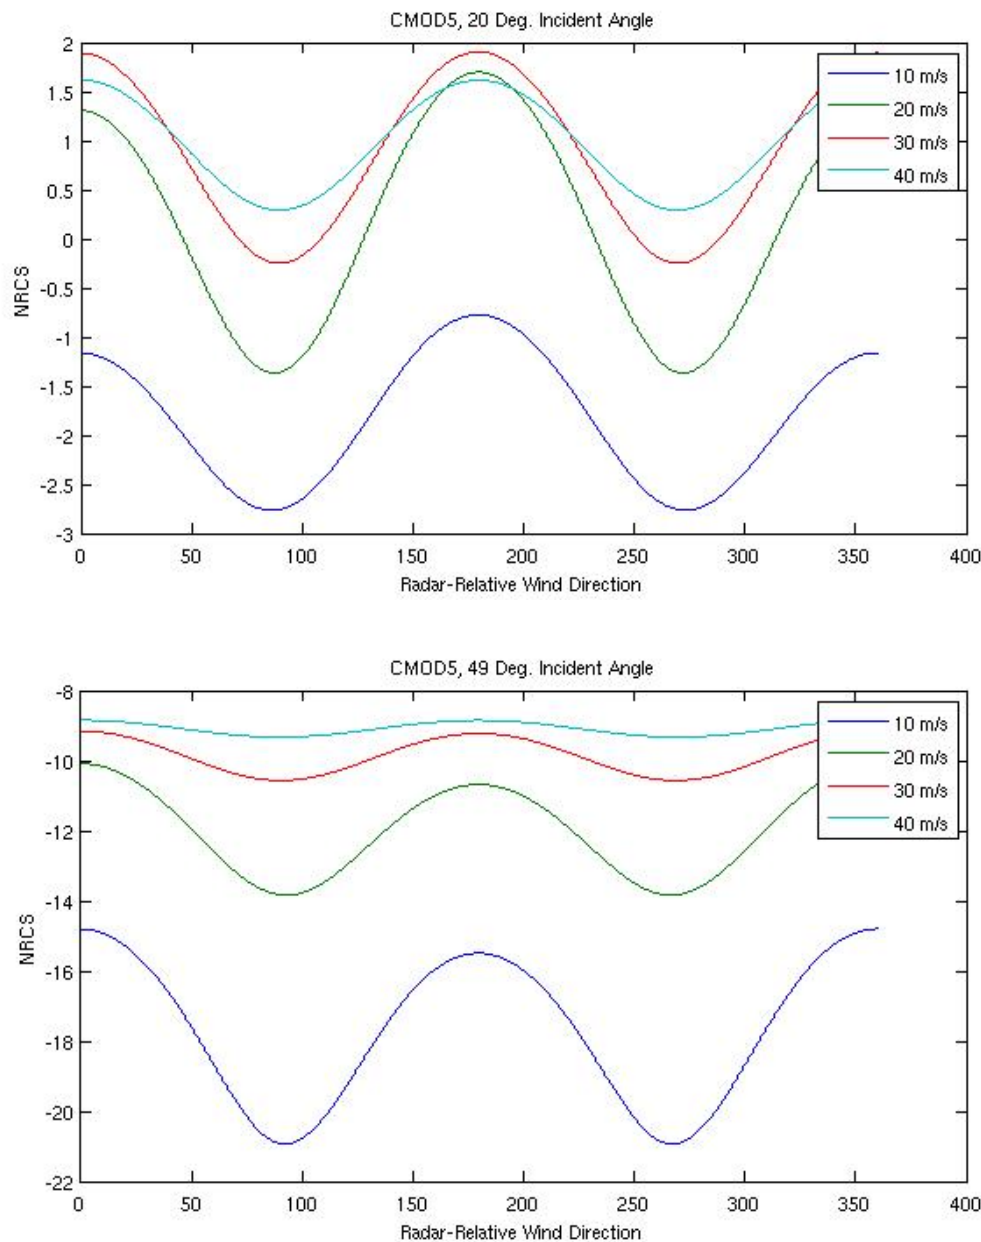 CMOD5, 20 Deg. Incident Angle
2
1.5
1
0.5
0
-0.5
-1
-1.5
-2
-2.5
-3
NRCS
10 m/s
20 m/s
30 m/s
40 m/s
0 50 100 150 200 250 300 350 400
Radar-Relative Wind Direction
CMOD5, 49 Deg. Incident Angle
-8
-10
-12
-14
-16
-18
-20
-22
NRCS
10 m/s
20 m/s
30 m/s
40 m/s
0 50 100 150 200 250 300 350 400
Radar-Relative Wind Direction